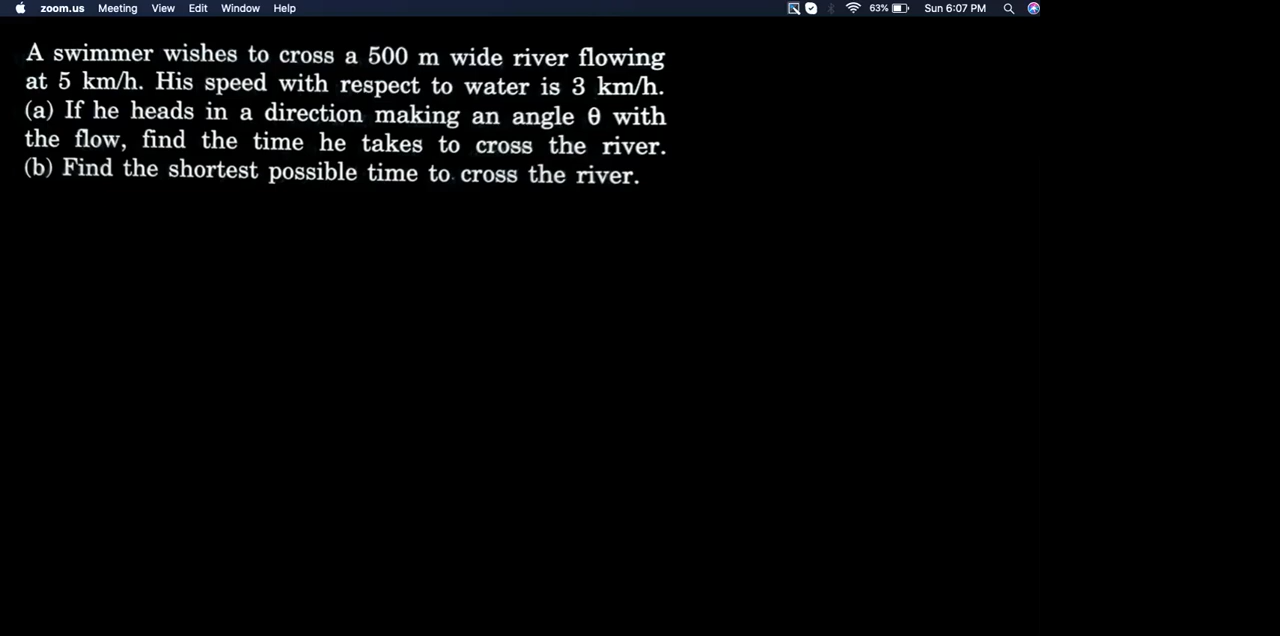 zoom.us Meeting View Edit Window Help 63% Sun 6:07 PM
A swimmer wishes to cross a 500 m wide river flowing
at 5 km/h. His speed with respect to water is 3 km/h.
(a) If he heads in a direction making an angle θ with
the flow, find the time he takes to cross the river.
(b) Find the shortest possible time to cross the river.